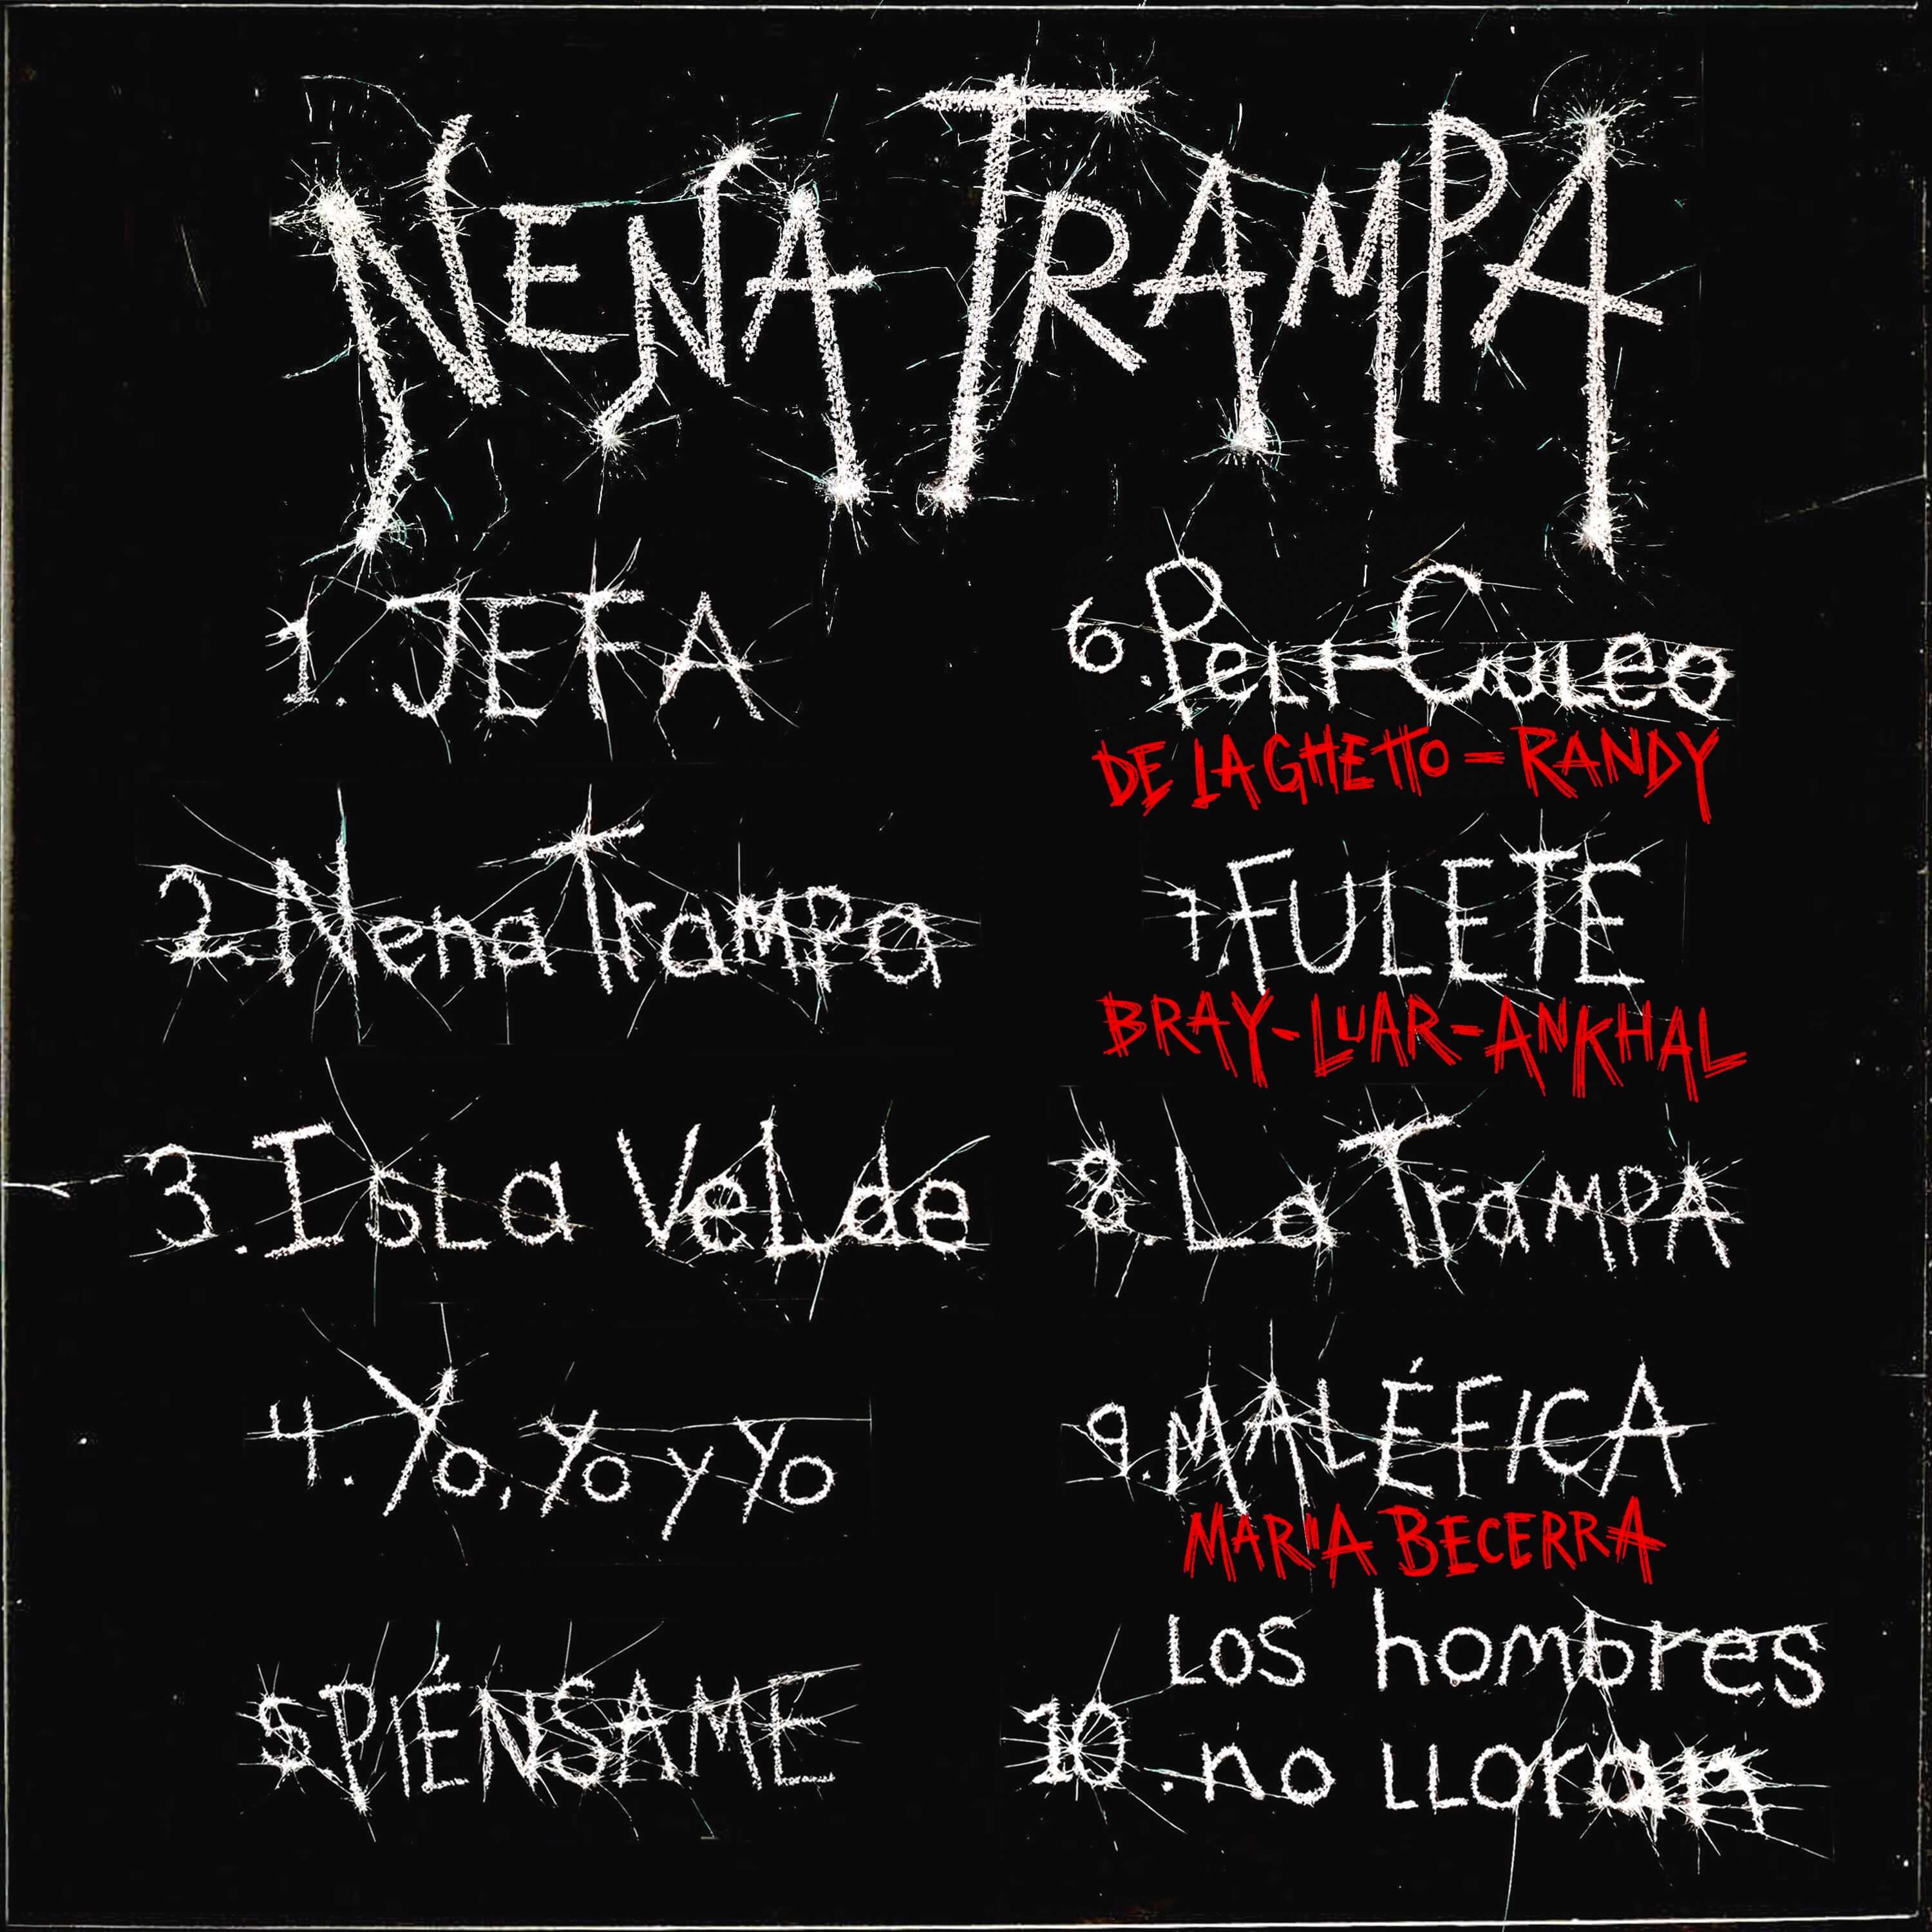 NENA TRAMPA
1. JEFA
2. Nena Trampa
3. Isla Velde
4. Yo, Yo y Yo
5. PIÉNSAME
6. Peli-Culeo
DE LA GHETTO - RANDY
7. FULETE
BRAY - LUAR - ANKHAL
8. La TramPA
9. MALÉFICA
MARIA BECERRA
10. Los hombres
no LLoran